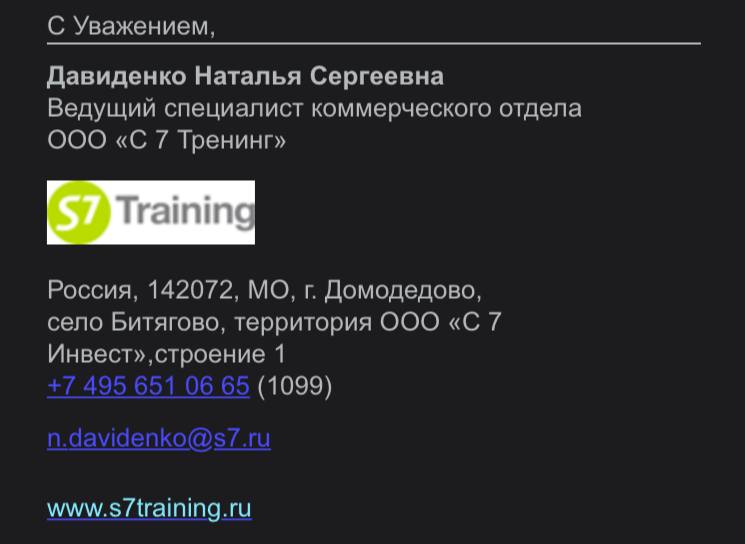 С Уважением,
Давиденко Наталья Сергеевна
Ведущий специалист коммерческого отдела
ООО «С 7 Тренинг»
S7 Training
Россия, 142072, МО, г. Домодедово,
село Битягово, территория ООО «С 7
Инвест»,строение 1
+7 495 651 06 65 (1099)
n.davidenko@s7.ru
www.s7training.ru